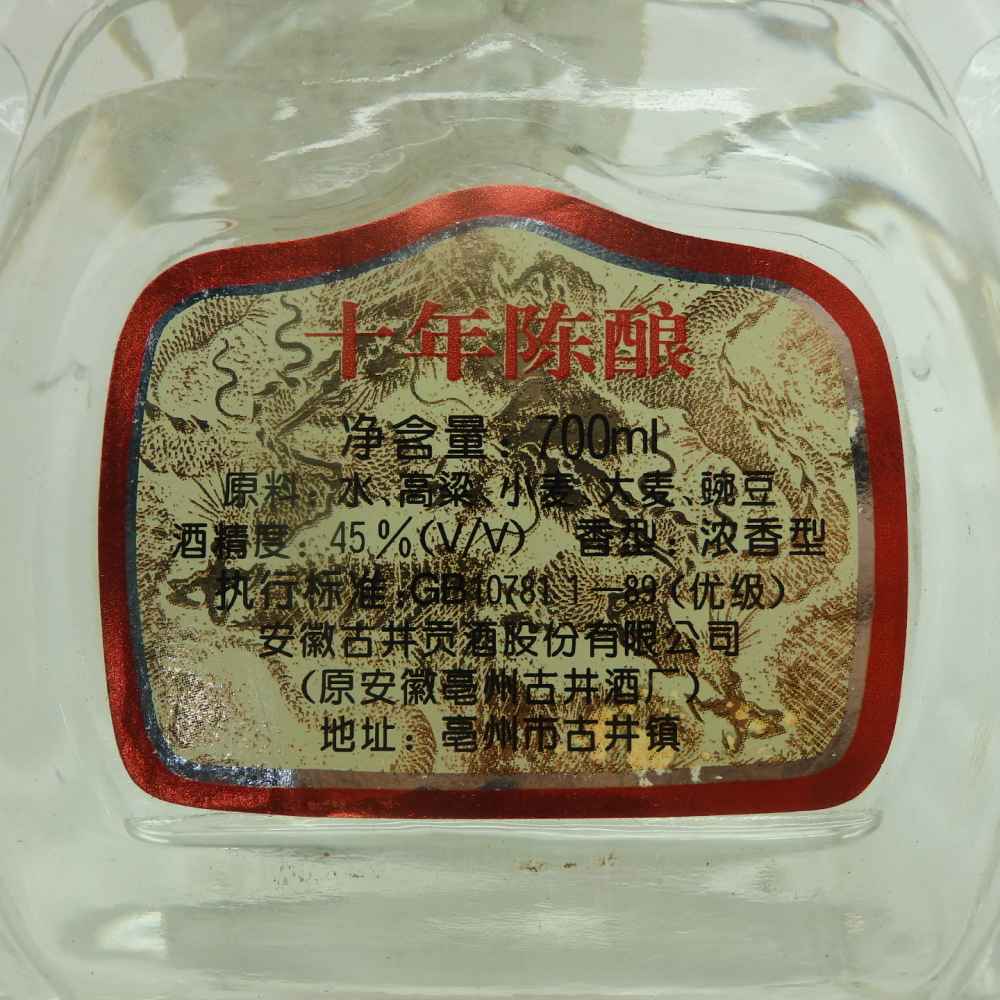 十年陈酿
净含量：700ml
原料：水、高粱、小麦、大麦、豌豆
酒精度：45％(V/V) 香型：浓香型
执行标准：GB10781.1—89（优级）
安徽古井贡酒股份有限公司
（原安徽亳州古井酒厂）
地址：亳州市古井镇